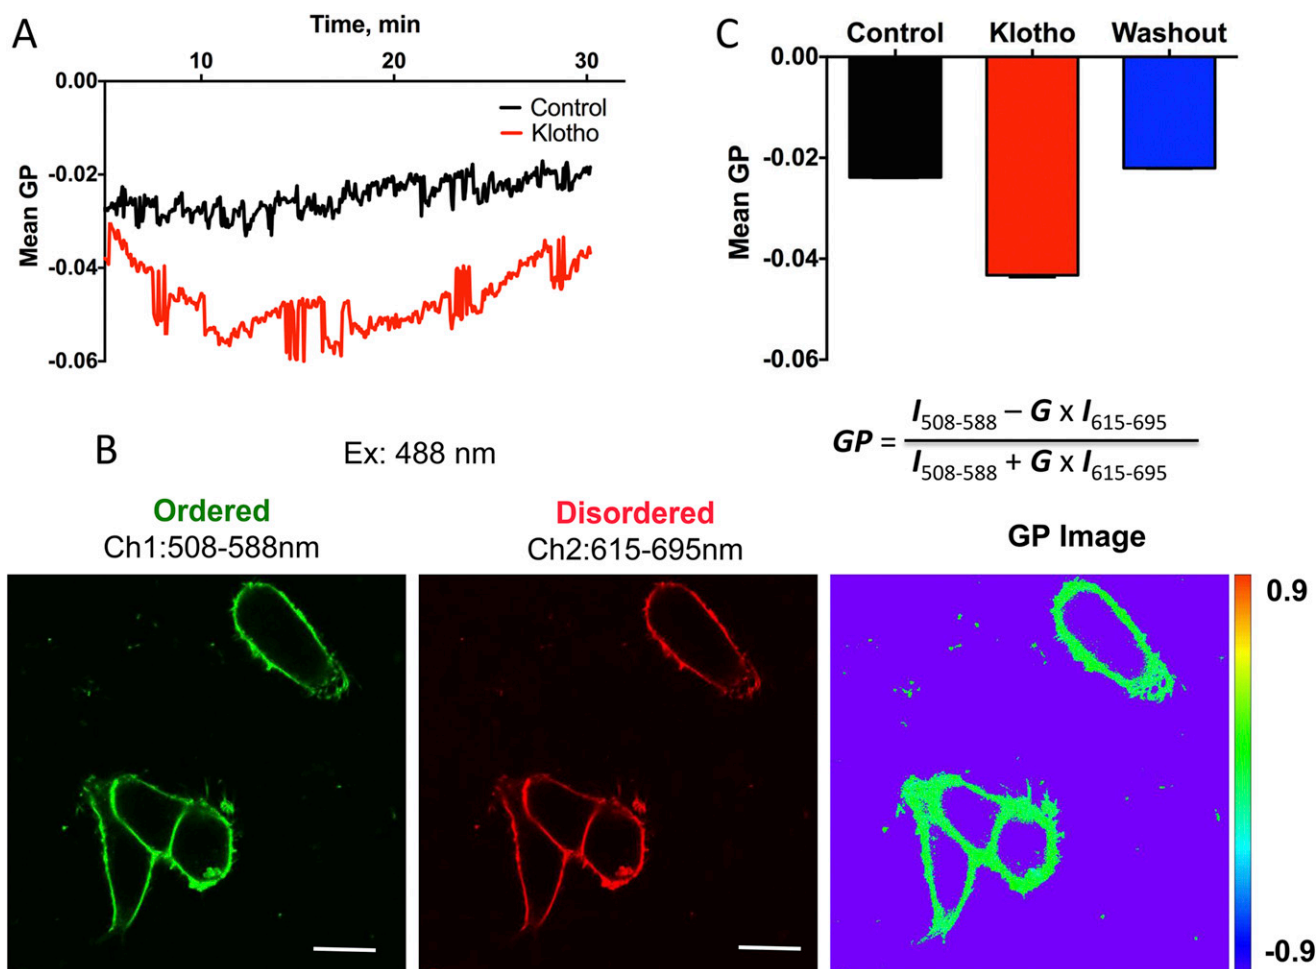 A
Time, min
10 20 30
0.00
-0.02
-0.04
-0.06
Mean GP
Control
Klotho
C
Control Klotho Washout
0.00
-0.02
-0.04
-0.06
Mean GP
GP = I508-588 – G x I615-695
I508-588 + G x I615-695
B
Ex: 488 nm
Ordered
Ch1:508-588nm
Disordered
Ch2:615-695nm
GP Image
0.9
-0.9